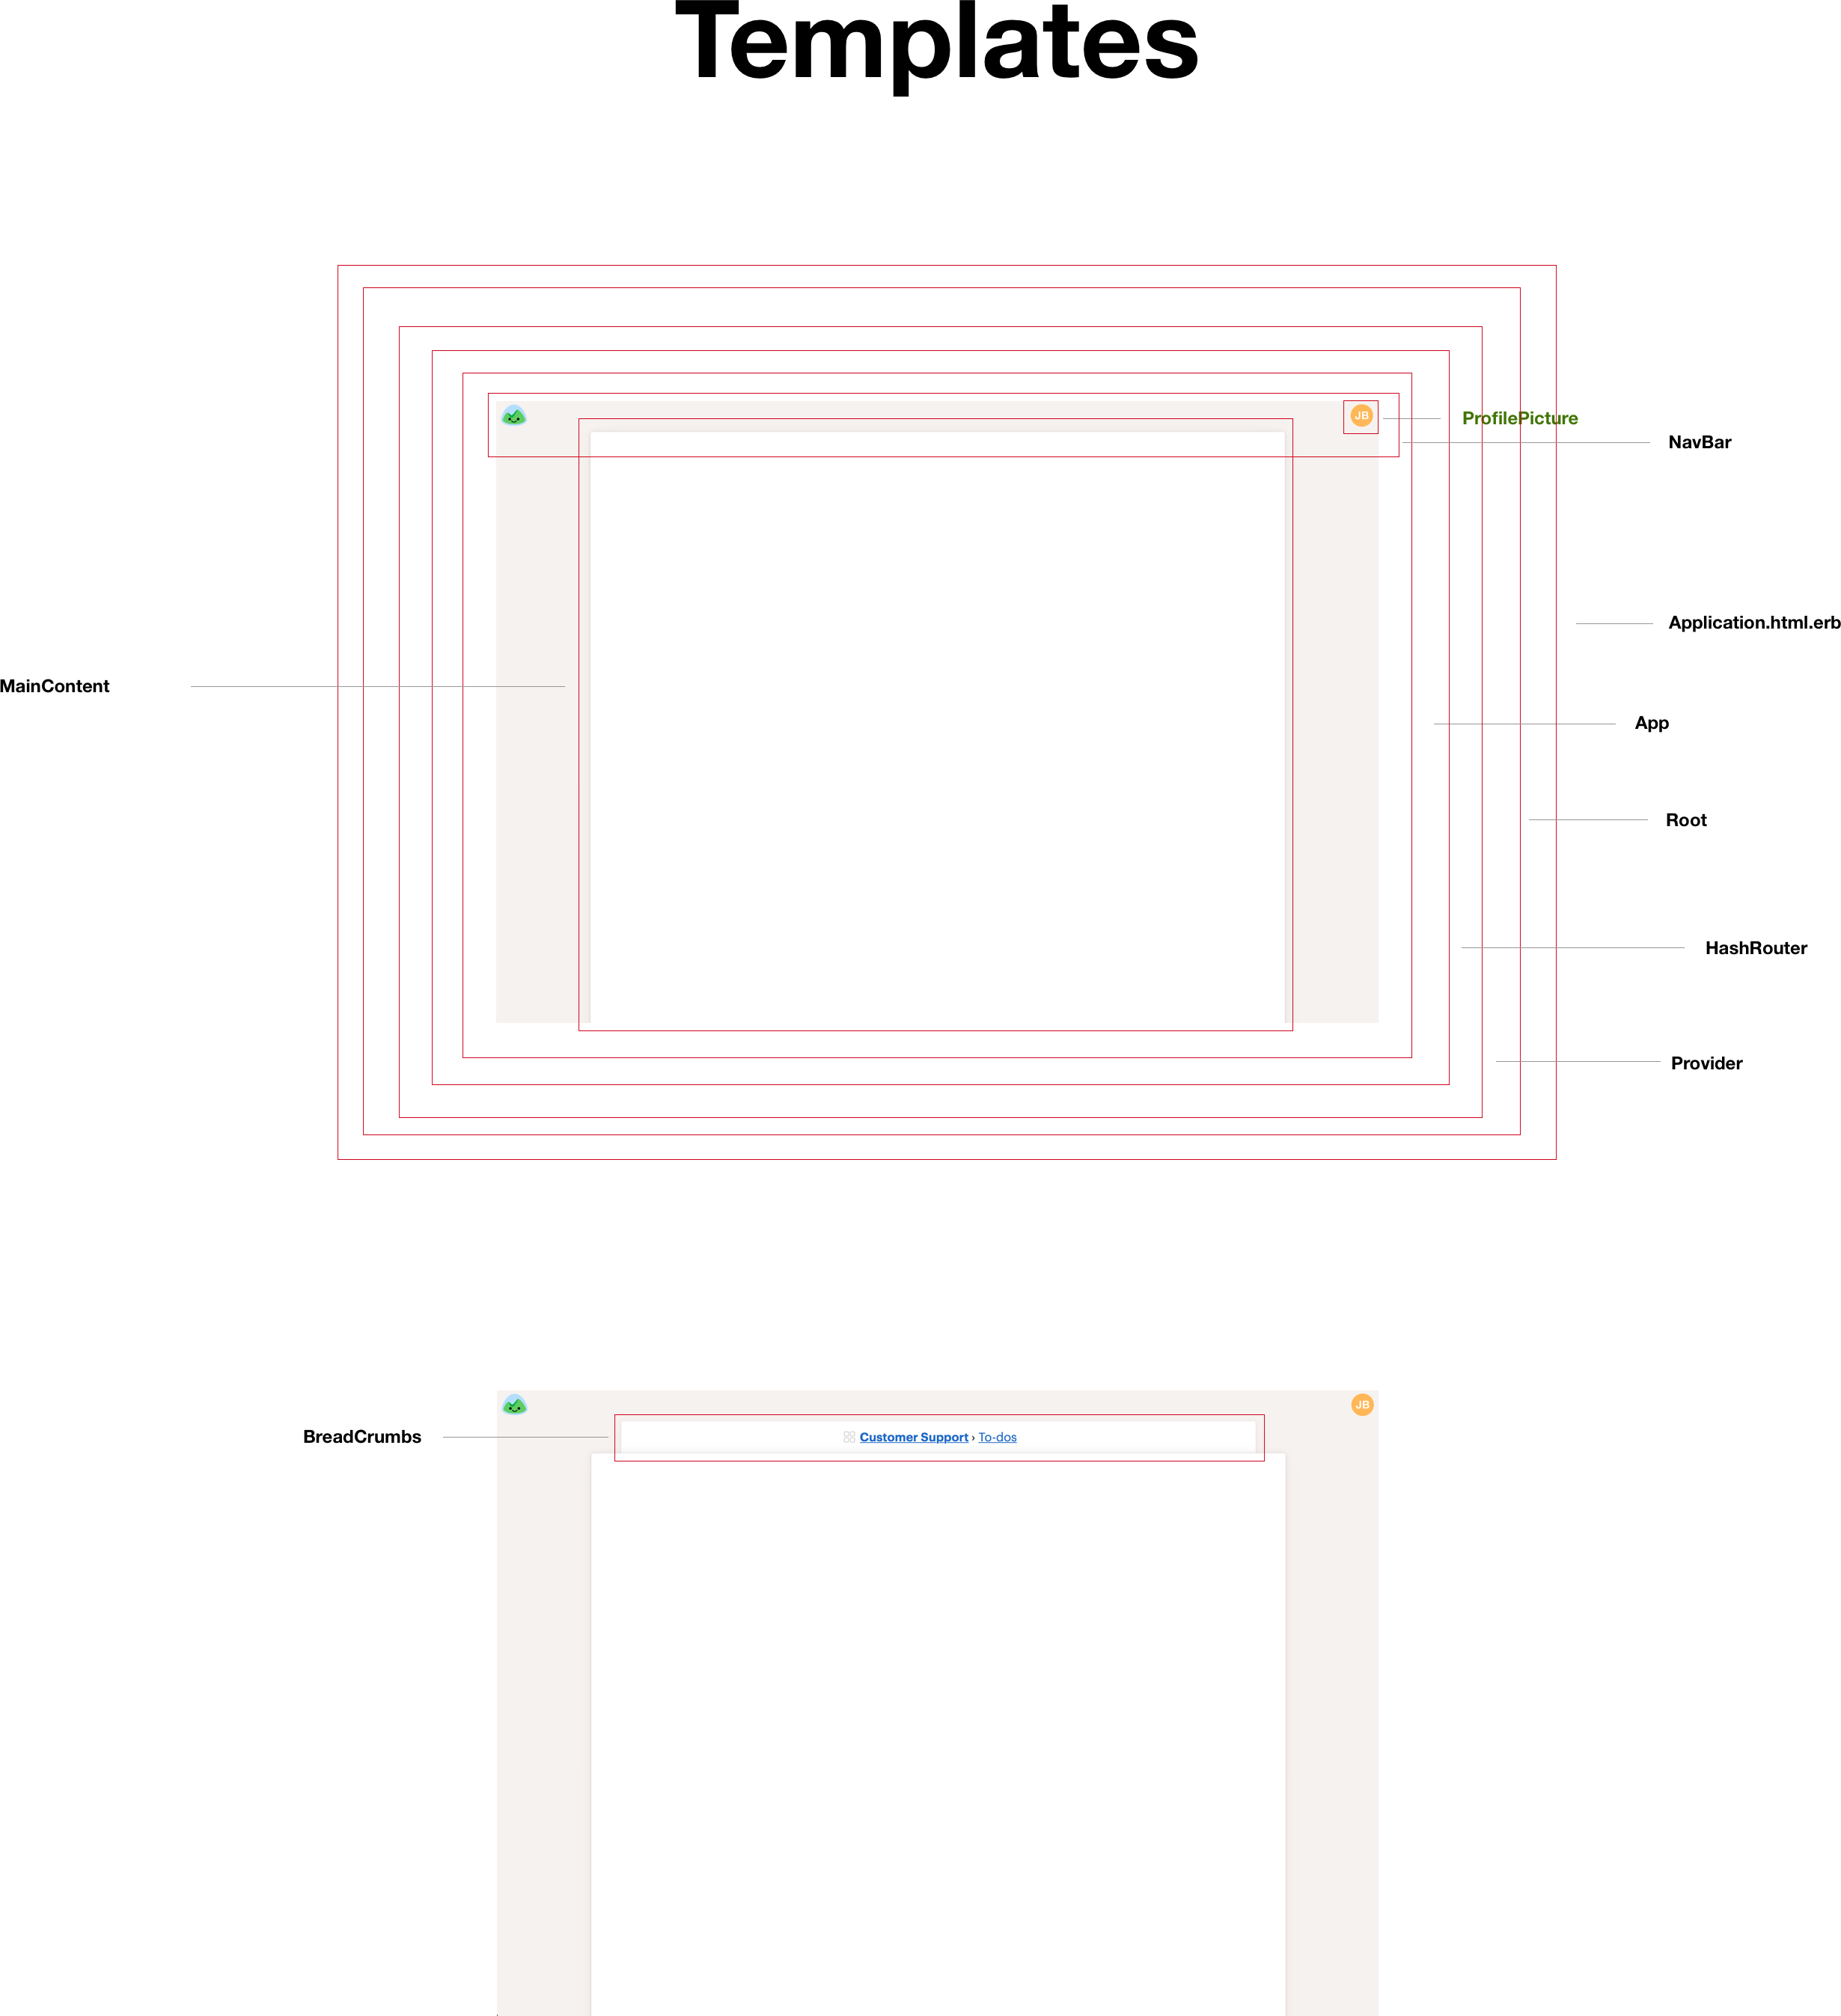 Templates
JB
ProfilePicture
NavBar
Application.html.erb
MainContent
App
Root
HashRouter
Provider
JB
BreadCrumbs
Customer Support › To-dos